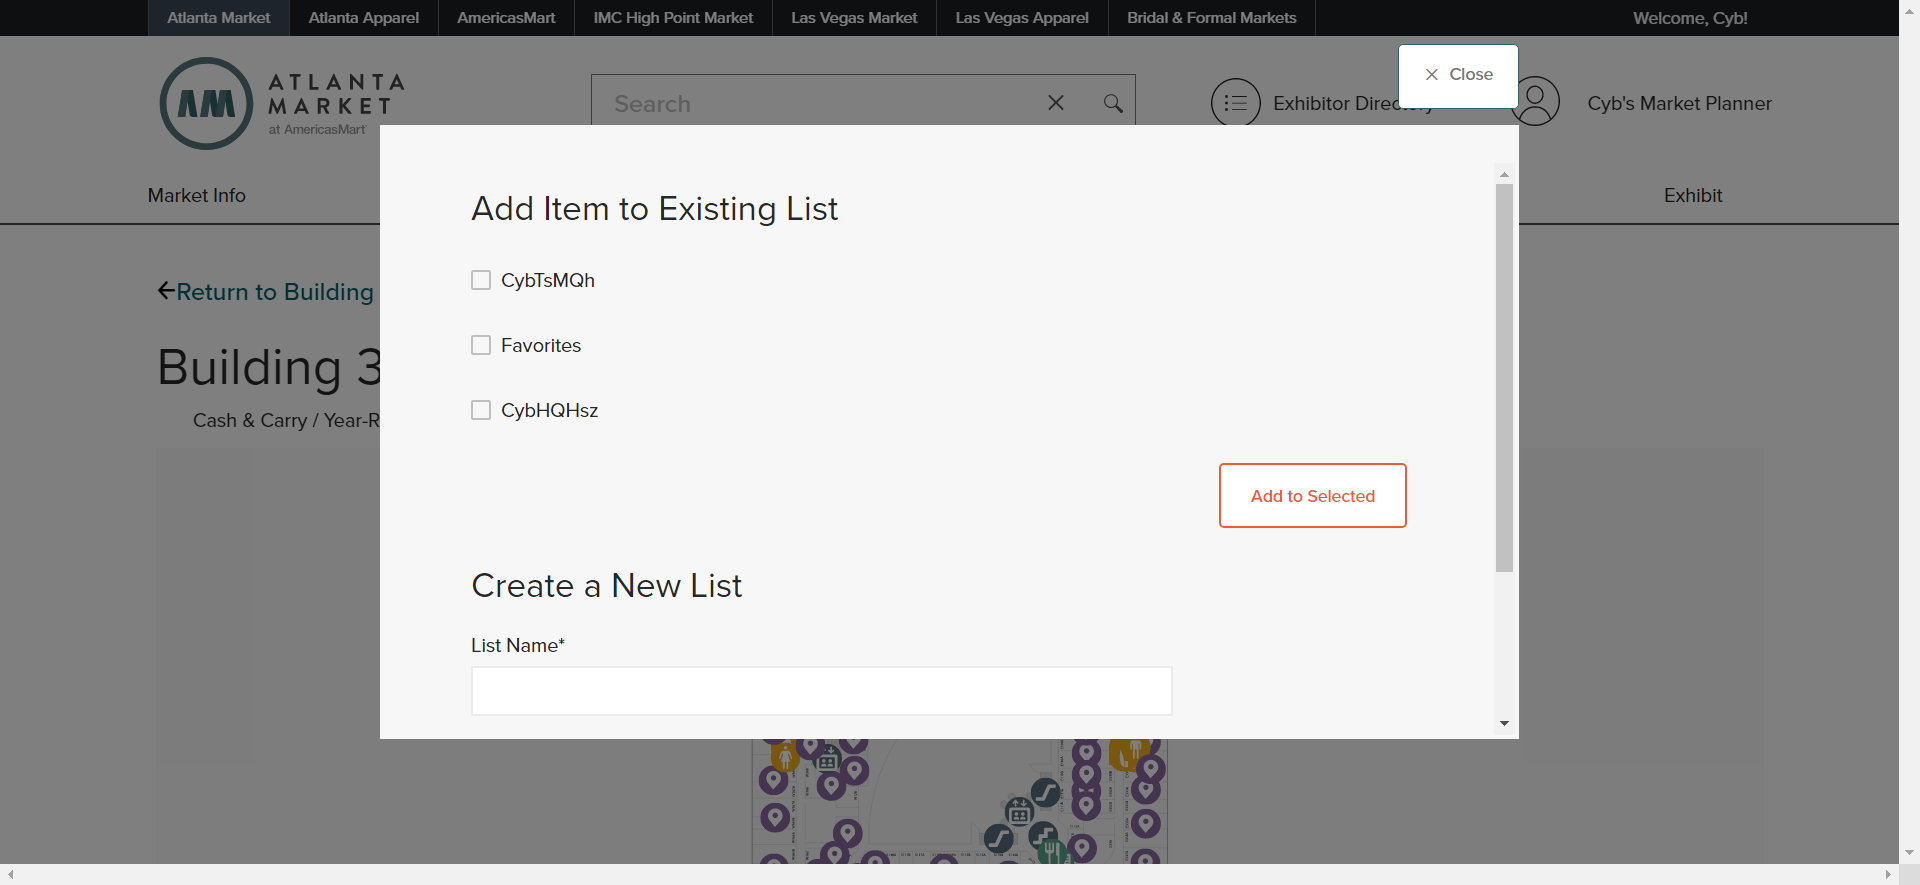 Atlanta Market
Atlanta Apparel
AmericasMart
IMC High Point Market
Las Vegas Market
Las Vegas Apparel
Bridal & Formal Markets
Welcome, Cyb!
ATLANTA
MARKET
at AmericasMart
AM
Search
Exhibitor
Close
Cyb's Market Planner
Market Info
Exhibit
Return to Building
Building 3
Cash & Carry / Year-R
Add Item to Existing List
CybTsMQh
Favorites
CybHQHsz
Add to Selected
Create a New List
List Name*